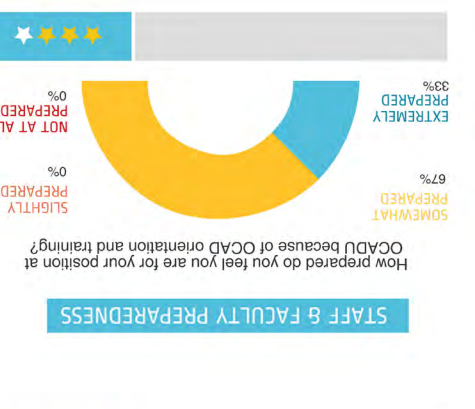 STAFF & FACULTY PREPAREDNESS
How prepared do you feel you are for your position at
OCADU because of OCAD orientation and training?
SOMEWHAT
PREPARED
67%
SLIGHTLY
PREPARED
0%
EXTREMELY
PREPARED
33%
NOT AT AL
PREPARED
0%